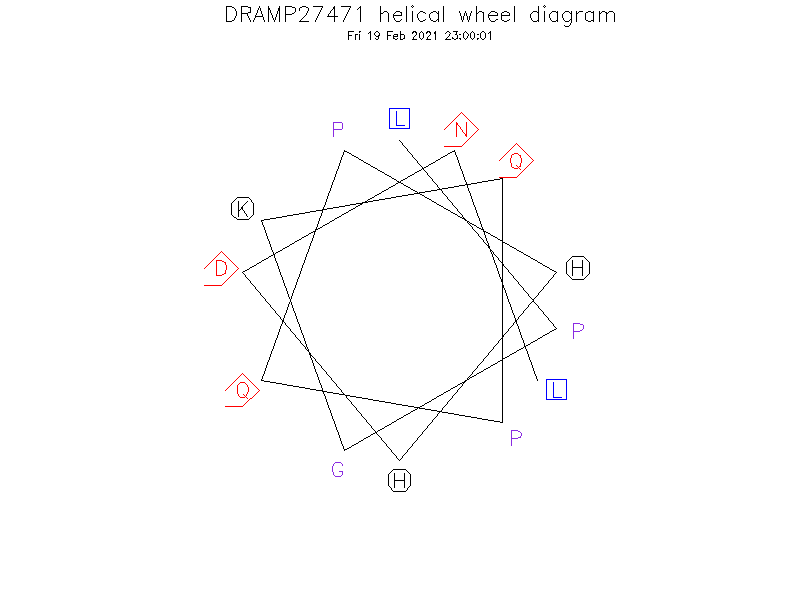 DRAMP27471 helical wheel diagram
Fri 19 Feb 2021 23:00:01
L
P
N
Q
K
D
H
P
Q
L
P
G
H